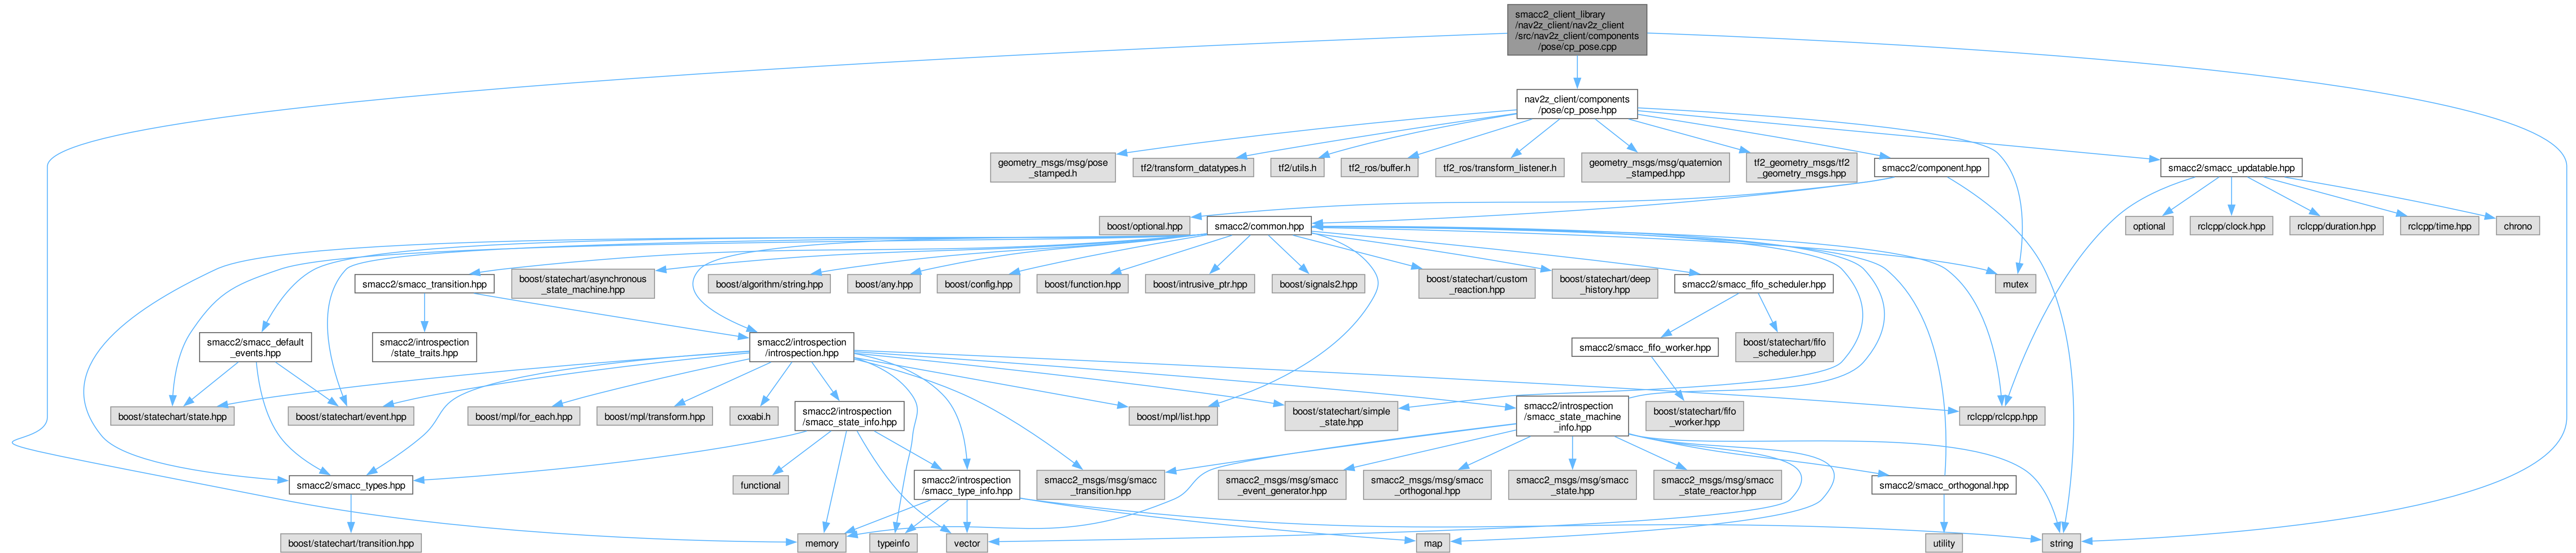 smacc2_client_library
/nav2z_client/nav2z_client
/src/nav2z_client/components
/pose/cp_pose.cpp
nav2z_client/components
/pose/cp_pose.hpp
geometry_msgs/msg/pose
_stamped.h
tf2/transform_datatypes.h
tf2/utils.h
tf2_ros/buffer.h
tf2_ros/transform_listener.h
geometry_msgs/msg/quaternion
_stamped.hpp
tf2_geometry_msgs/tf2
_geometry_msgs.hpp
smacc2/component.hpp
smacc2/smacc_updatable.hpp
boost/optional.hpp
smacc2/common.hpp
optional
rclcpp/clock.hpp
rclcpp/duration.hpp
rclcpp/time.hpp
chrono
smacc2/smacc_transition.hpp
boost/statechart/asynchronous
_state_machine.hpp
boost/algorithm/string.hpp
boost/any.hpp
boost/config.hpp
boost/function.hpp
boost/intrusive_ptr.hpp
boost/signals2.hpp
boost/statechart/custom
_reaction.hpp
boost/statechart/deep
_history.hpp
smacc2/smacc_fifo_scheduler.hpp
mutex
smacc2/smacc_default
_events.hpp
smacc2/introspection
/state_traits.hpp
smacc2/introspection
/introspection.hpp
smacc2/smacc_fifo_worker.hpp
boost/statechart/fifo
_scheduler.hpp
boost/statechart/state.hpp
boost/statechart/event.hpp
boost/mpl/for_each.hpp
boost/mpl/transform.hpp
cxxabi.h
smacc2/introspection
/smacc_state_info.hpp
boost/mpl/list.hpp
boost/statechart/simple
_state.hpp
smacc2/introspection
/smacc_state_machine
_info.hpp
boost/statechart/fifo
_worker.hpp
rclcpp/rclcpp.hpp
smacc2/smacc_types.hpp
functional
smacc2/introspection
/smacc_type_info.hpp
smacc2_msgs/msg/smacc
_transition.hpp
smacc2_msgs/msg/smacc
_event_generator.hpp
smacc2_msgs/msg/smacc
_orthogonal.hpp
smacc2_msgs/msg/smacc
_state.hpp
smacc2_msgs/msg/smacc
_state_reactor.hpp
smacc2/smacc_orthogonal.hpp
boost/statechart/transition.hpp
memory
typeinfo
vector
map
utility
string